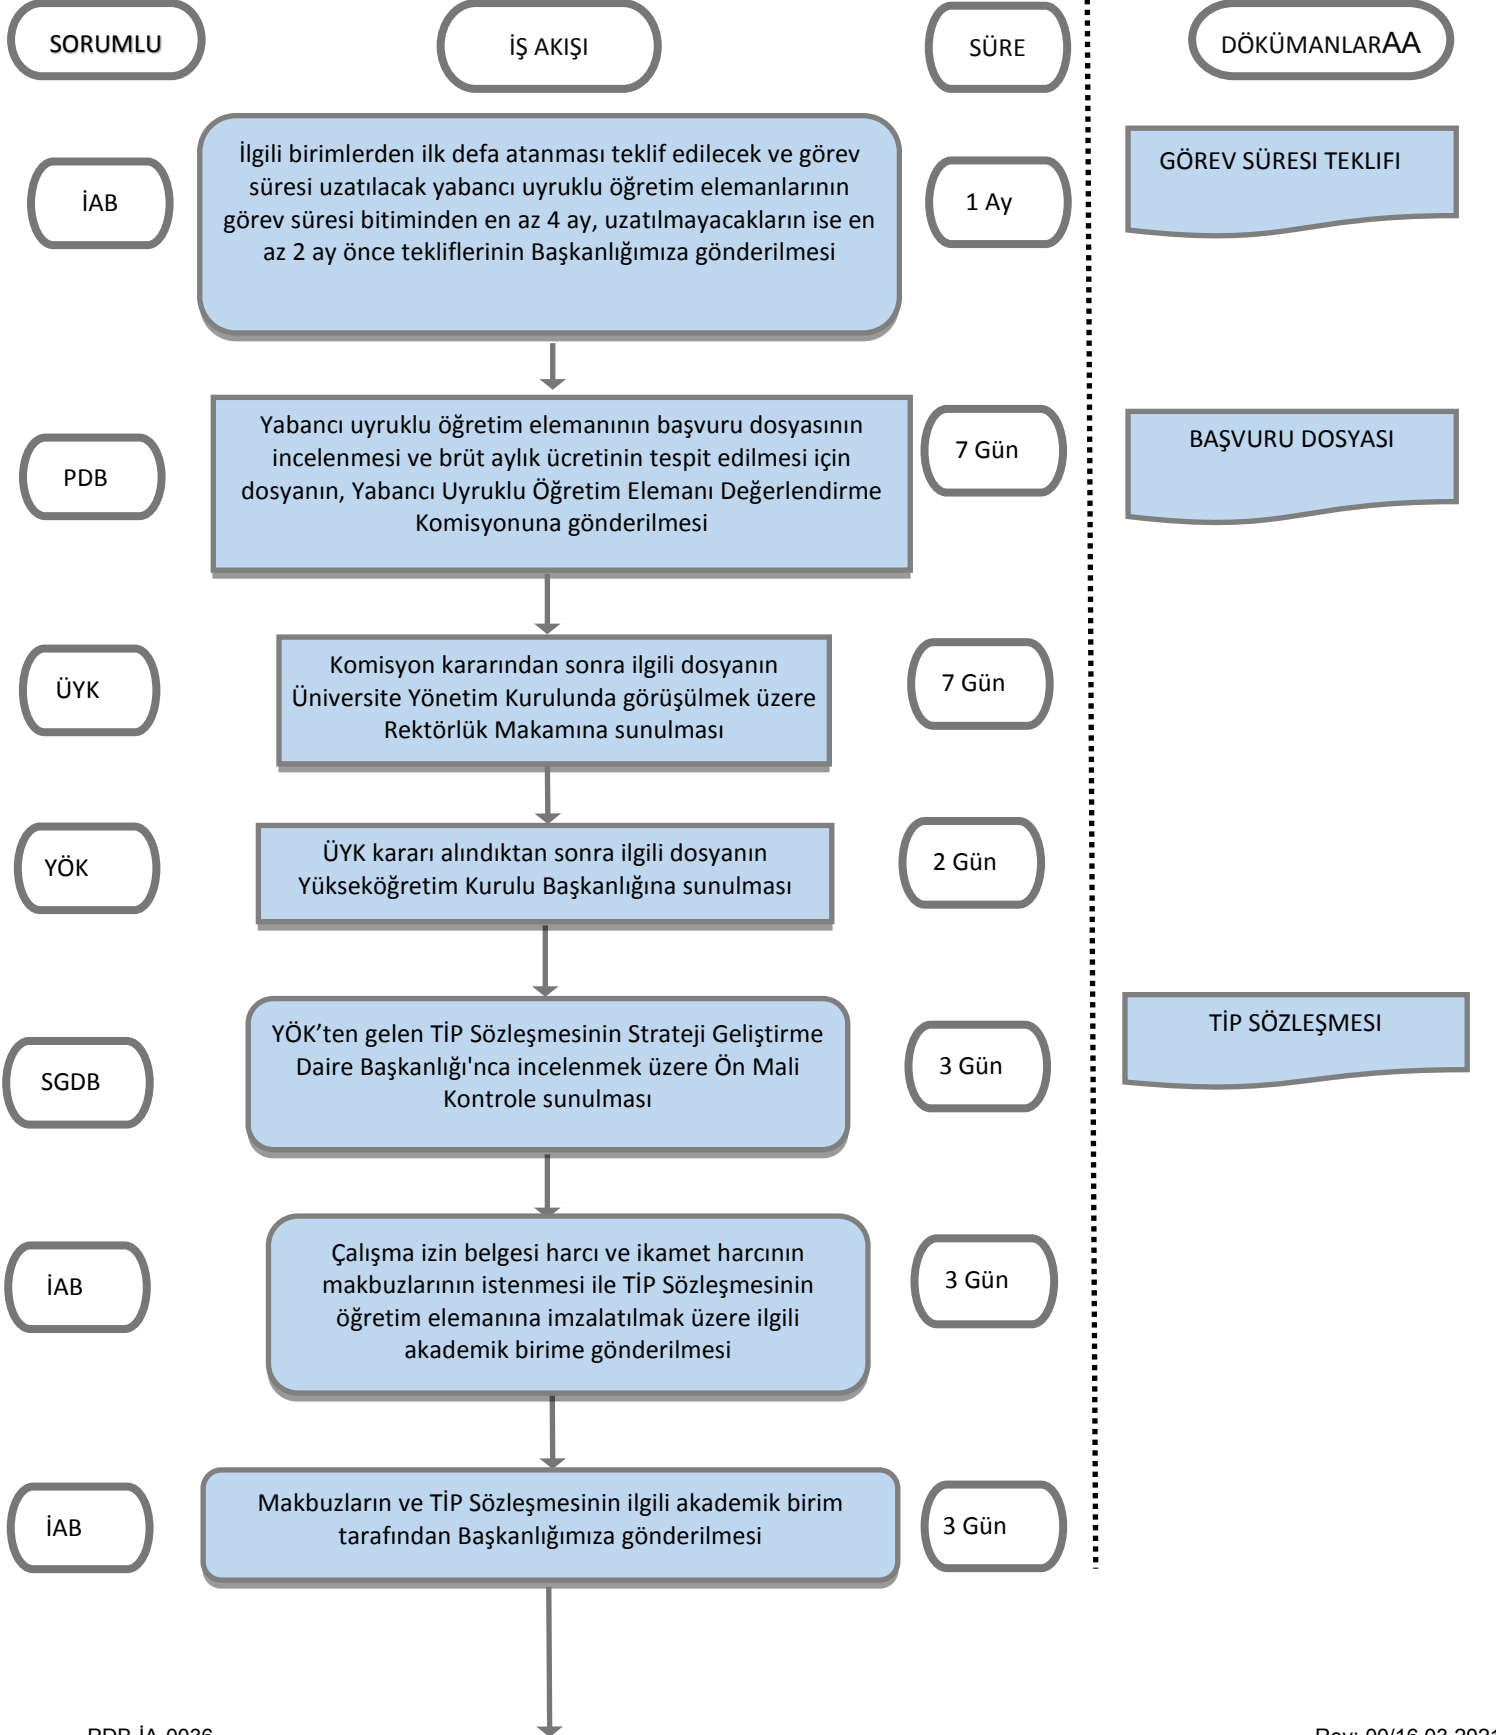 SORUMLU
İŞ AKIŞI
SÜRE
DÖKÜMANLARAA
İAB
İlgili birimlerden ilk defa atanması teklif edilecek ve görev
süresi uzatılacak yabancı uyruklu öğretim elemanlarının
görev süresi bitiminden en az 4 ay, uzatılmayacakların ise en
az 2 ay önce tekliflerinin Başkanlığımıza gönderilmesi
1 Ay
GÖREV SÜRESI TEKLIFI
PDB
Yabancı uyruklu öğretim elemanının başvuru dosyasının
incelenmesi ve brüt aylık ücretinin tespit edilmesi için
dosyanın, Yabancı Uyruklu Öğretim Elemanı Değerlendirme
Komisyonuna gönderilmesi
7 Gün
BAŞVURU DOSYASI
ÜYK
Komisyon kararından sonra ilgili dosyanın
Üniversite Yönetim Kurulunda görüşülmek üzere
Rektörlük Makamına sunulması
7 Gün
YÖK
ÜYK kararı alındıktan sonra ilgili dosyanın
Yükseköğretim Kurulu Başkanlığına sunulması
2 Gün
SGDB
YÖK’ten gelen TİP Sözleşmesinin Strateji Geliştirme
Daire Başkanlığı'nca incelenmek üzere Ön Mali
Kontrole sunulması
3 Gün
TİP SÖZLEŞMESI
İAB
Çalışma izin belgesi harcı ve ikamet harcının
makbuzlarının istenmesi ile TİP Sözleşmesinin
öğretim elemanına imzalatılmak üzere ilgili
akademik birime gönderilmesi
3 Gün
İAB
Makbuzların ve TİP Sözleşmesinin ilgili akademik birim
tarafından Başkanlığımıza gönderilmesi
3 Gün